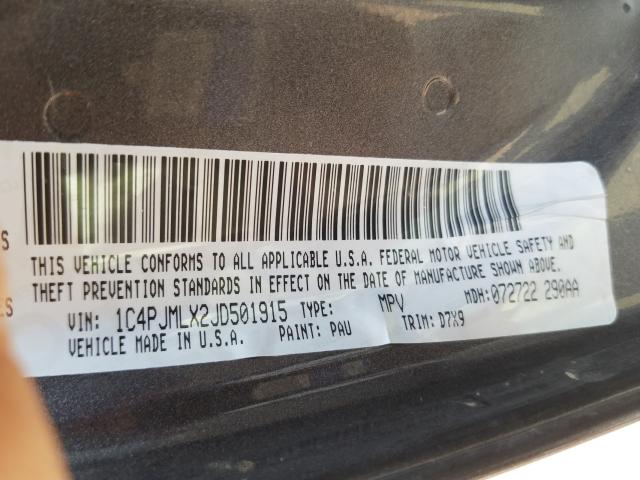 THIS VEHICLE CONFORMS TO ALL APPLICABLE U.S.A. FEDERAL MOTOR VEHICLE SAFETY AND
THEFT PREVENTION STANDARDS IN EFFECT ON THE DATE OF MANUFACTURE SHOWN ABOVE.
VIN: 1C4PJMLX2JD501915 TYPE: MPV MDH: 072722 290AA
VEHICLE MADE IN U.S.A. PAINT: PAU TRIM: D7X9